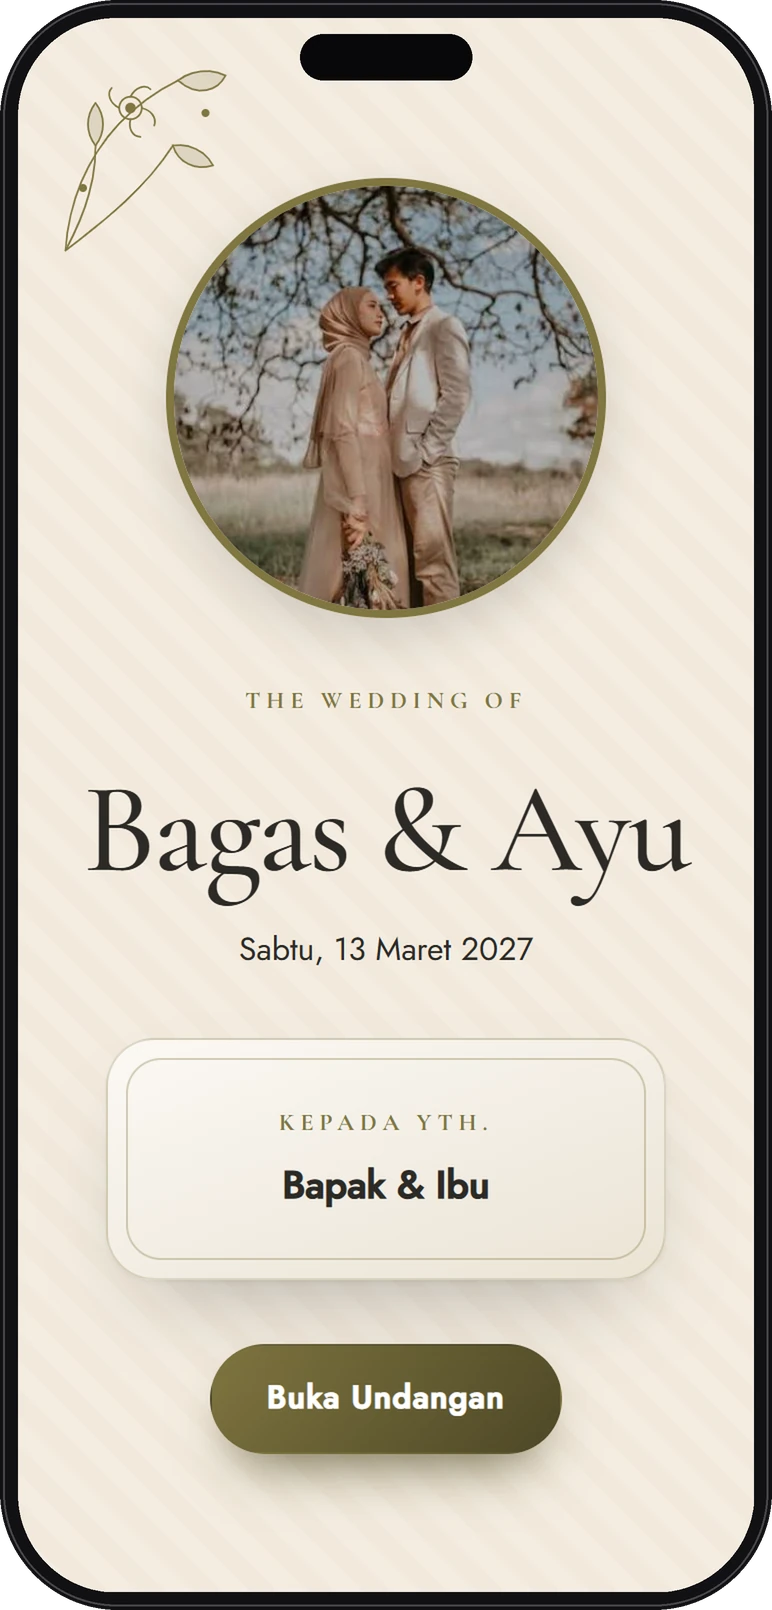 THE WEDDING OF
Bagas & Ayu
Sabtu, 13 Maret 2027
KEPADA YTH.
Bapak & Ibu
Buka Undangan